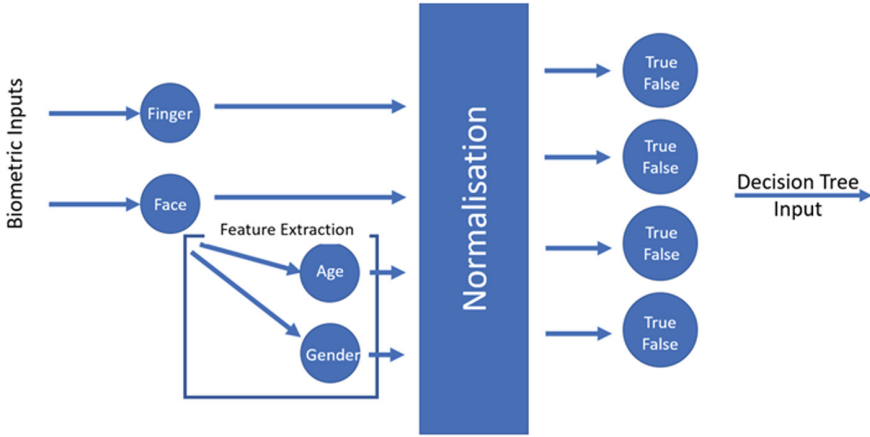 Biometric Inputs
Finger
Face
Feature Extraction
Age
Gender
Normalisation
True
False
True
False
True
False
True
False
Decision Tree
Input